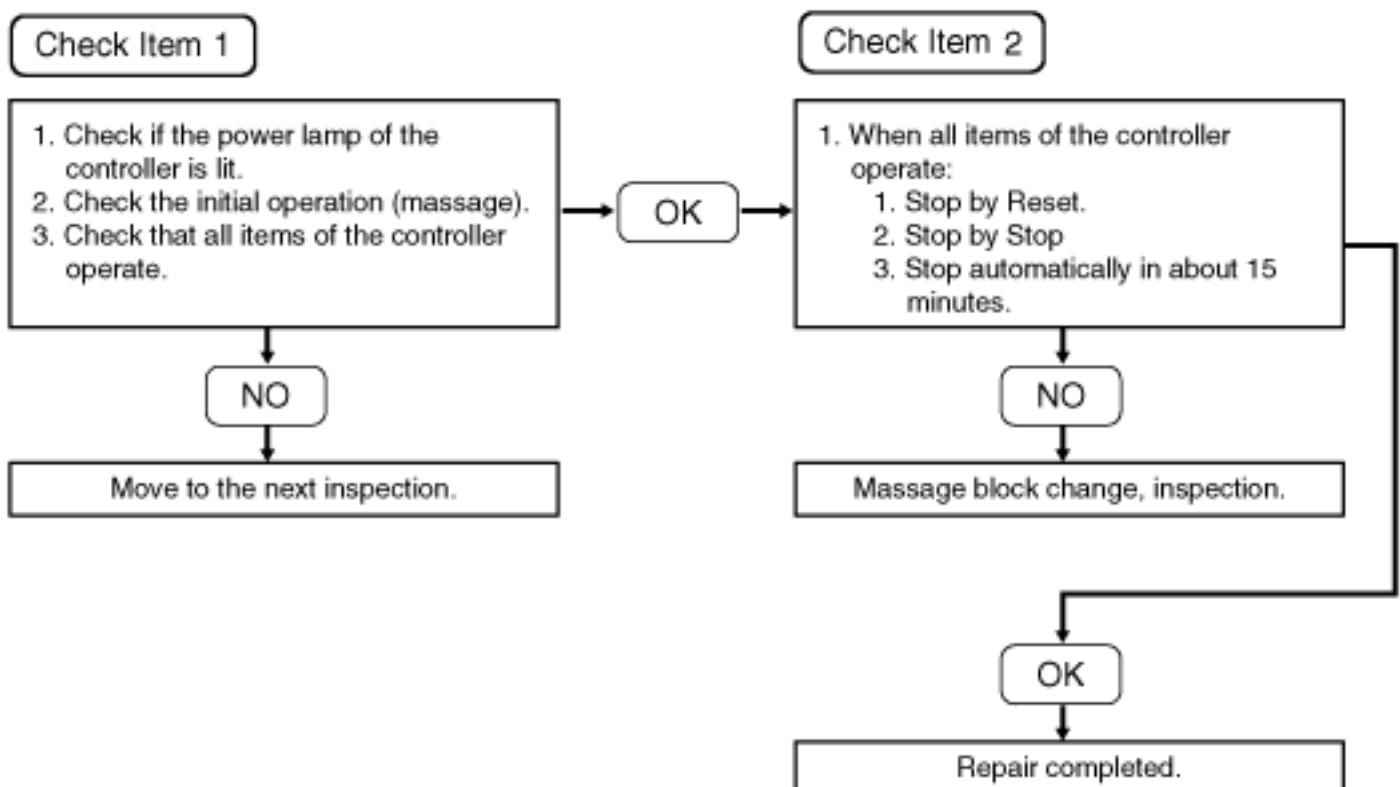 Check Item 1
1. Check if the power lamp of the
controller is lit.
2. Check the initial operation (massage).
3. Check that all items of the controller
operate.
OK
NO
Move to the next inspection.
Check Item 2
1. When all items of the controller
operate:
1. Stop by Reset.
2. Stop by Stop
3. Stop automatically in about 15
minutes.
NO
Massage block change, inspection.
OK
Repair completed.